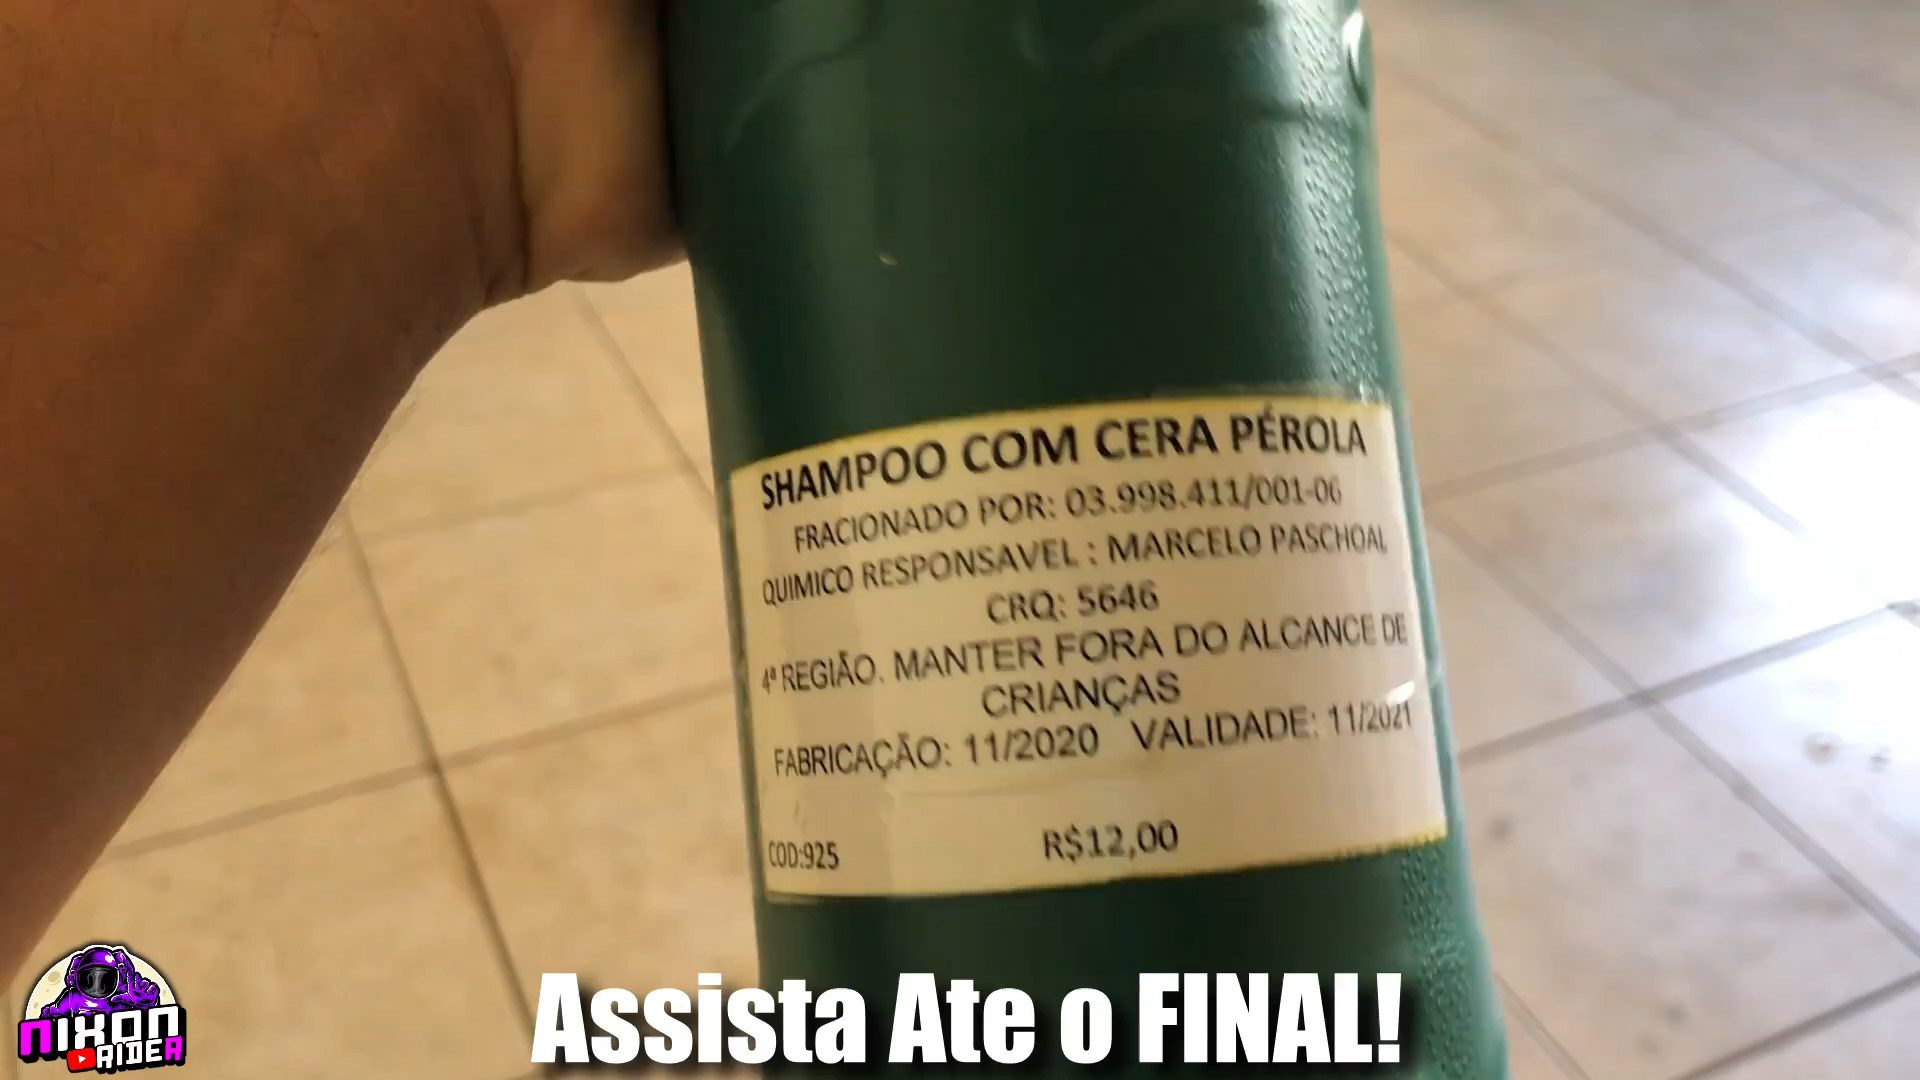 SHAMPOO COM CERA PÉROLA
FRACIONADO POR: 03.998.411/001-06
QUIMICO RESPONSAVEL : MARCELO PASCHOAL
CRQ: 5646
4ª REGIÃO. MANTER FORA DO ALCANCE DE
CRIANÇAS
FABRICAÇÃO: 11/2020 VALIDADE: 11/2021
COD:925 R$12,00
Assista Ate o FINAL!
NIXON
RIDER